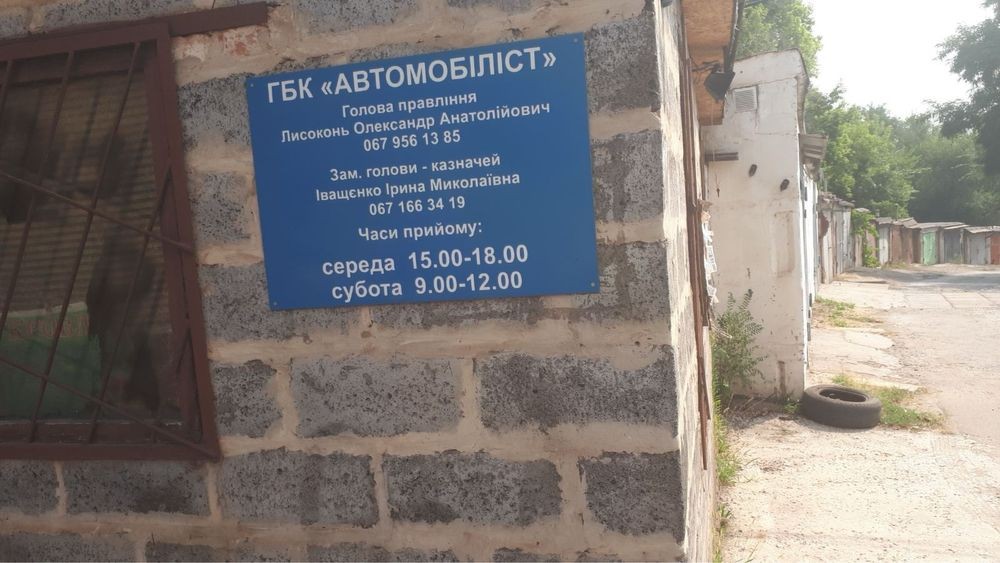 ГБК «АВТОМОБІЛІСТ»
Голова правління
Лисоконь Олександр Анатолійович
067 956 13 85
Зам. голови - казначей
Іващєнко Ірина Миколаївна
067 166 34 19
Часи прийому:
середа 15.00-18.00
субота 9.00-12.00